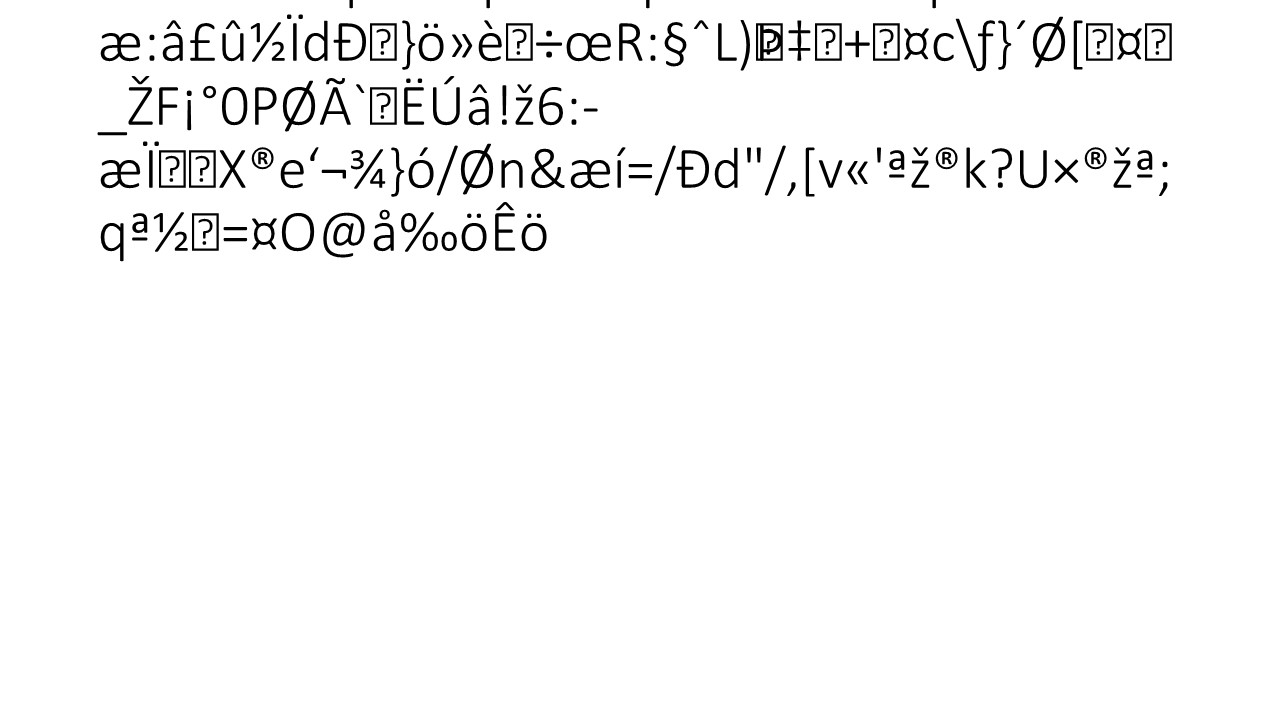 æ:â£û½ÏdÐ}ö»è÷œR:§ˆL)‡+¤c\ƒ}´Ø[¤
_ŽF¡°0PØÃ`ËÚâ!ž6:-
æÏX®e‘¬¾}ó/Øn&æí=/Ðd"/,[v«'ªž®k?U×®žª;
qª½=¤O@å‰öÊö